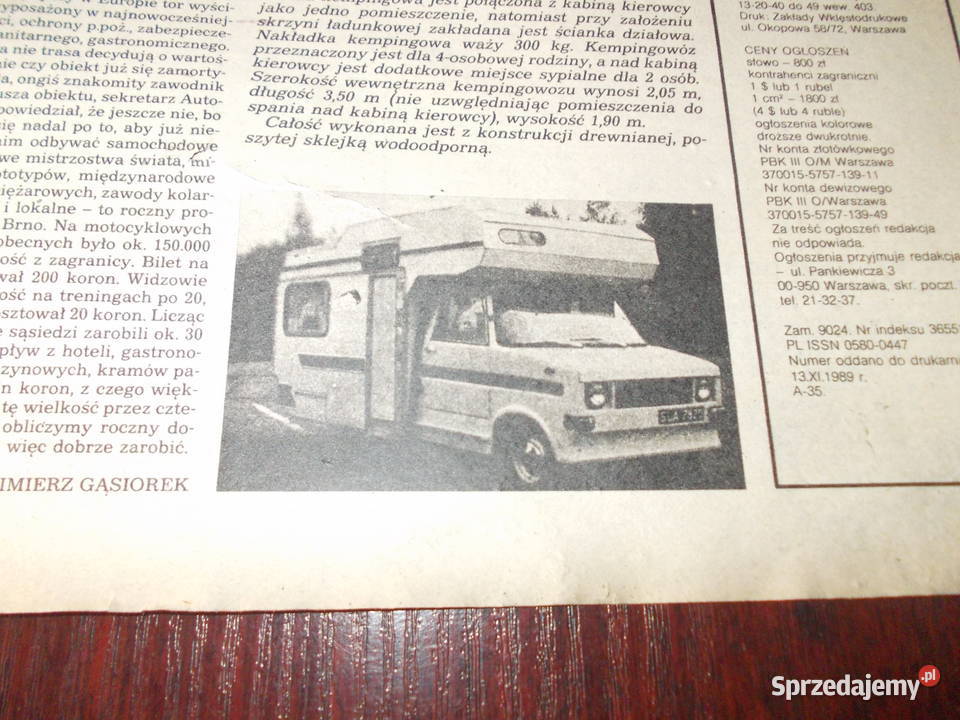 w Europie tor wyści-
yposażony w najnowocześniej-
ci, ochrony p.poż., zabezpiecze-
anitarnego, gastronomicznego.
a nie trasa decydują o wartoś-
nie czy obiekt już się zamorty-
a, ongiś znakomity zawodnik
usza obiektu, sekretarz Auto-
powiedział, że jeszcze nie, bo
się nadal po to, aby już nie-
nim odbywać samochodowe
we mistrzostwa świata, mi-
ototypów, międzynarodowe
iężarowych, zawody kolar-
i lokalne – to roczny pro-
Brno. Na motocyklowych
obecnych było ok. 150.000
ość z zagranicy. Bilet na
wał 200 koron. Widzowie
ość na treningach po 20,
osztował 20 koron. Licząc
e sąsiedzi zarobili ok. 30
pływ z hoteli, gastrono-
zynowych, kramów pa-
n koron, z czego więk-
tę wielkość przez czte-
obliczymy roczny do-
więc dobrze zarobić.
IMIERZ GĄSIOREK
kempingowa jest połączona z kabiną kierowcy
jako jedno pomieszczenie, natomiast przy założeniu
skrzyni ładunkowej zakładana jest ścianka działowa.
Nakładka kempingowa waży 300 kg. Kempingowóz
przeznaczony jest dla 4-osobowej rodziny, a nad kabiną
kierowcy jest dodatkowe miejsce sypialne dla 2 osób.
Szerokość wewnętrzna kempingowozu wynosi 2,05 m,
długość 3,50 m (nie uwzględniając pomieszczenia do
spania nad kabiną kierowcy), wysokość 1,90 m.
Całość wykonana jest z konstrukcji drewnianej, po-
szytej sklejką wodoodporną.
13-20-40 do 49 wew. 403.
Druk: Zakłady Wklęsłodrukowe
ul. Okopowa 58/72, Warszawa
CENY OGŁOSZEŃ
słowo – 800 zł
kontrahenci zagraniczni
1 $ lub 1 rubel
1 cm² – 1800 zł
(4 $ lub 4 ruble)
ogłoszenia kolorowe
droższe dwukrotnie.
Nr konta złotówkowego
PBK III O/M Warszawa
370015-5757-139-11
Nr konta dewizowego
PBK III O/Warszawa
370015-5757-139-49
Za treść ogłoszeń redakcja
nie odpowiada.
Ogłoszenia przyjmuje redakcja
– ul. Pankiewicza 3
00-950 Warszawa, skr. poczt.
tel. 21-32-37.
Zam. 9024. Nr indeksu 3655
PL ISSN 0580-0447
Numer oddano do drukarni
13.XI.1989 r.
A-35.
Sprzedajemy.pl